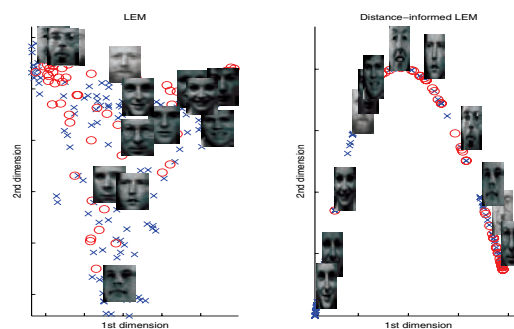 LEM
2nd dimension
1st dimension
Distance−informed LEM
2nd dimension
1st dimension